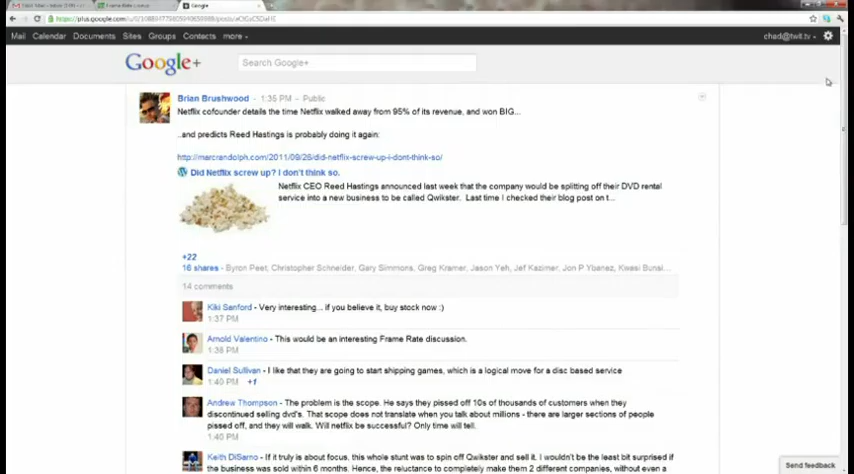 Google
Mail Calendar Documents Sites Groups Contacts more
chad@twit.tv
Google+
Search Google+
Brian Brushwood - 1:35 PM - Public
Netflix cofounder details the time Netflix walked away from 95% of its revenue, and won BIG...
..and predicts Reed Hastings is probably doing it again:
http://marcrandolph.com/2011/09/26/did-netflix-screw-up-i-dont-think-so/
Did Netflix screw up? I don't think so.
Netflix CEO Reed Hastings announced last week that the company would be splitting off their DVD rental
service into a new business to be called Qwikster. Last time I checked their blog post on t...
+22
16 shares - Byron Peet, Christopher Schneider, Gary Simmons, Greg Kramer, Jason Yeh, Jef Kazimer, Jon P Ybanez, Kwasi
14 comments
Kiki Sanford - Very interesting... if you believe it, buy stock now :)
1:37 PM
Arnold Valentino - This would be an interesting Frame Rate discussion.
1:38 PM
Daniel Sullivan - I like that they are going to start shipping games, which is a logical move for a disc based service
1:40 PM +1
Andrew Thompson - The problem is the scope. He says they pissed off 10s of thousands of customers when they
discontinued selling dvd's. That scope does not translate when you talk about millions - there are larger sections of people
pissed off, and they will walk. Will netflix be successful? Only time will tell.
1:40 PM
Keith DiSarno - If it truly is about focus, this whole stunt was to spin off Qwikster and sell it. I wouldn't be the least bit surprised if
the business was sold within 6 months. Hence, the reluctance to completely make them 2 different companies, without even a
Send feedback